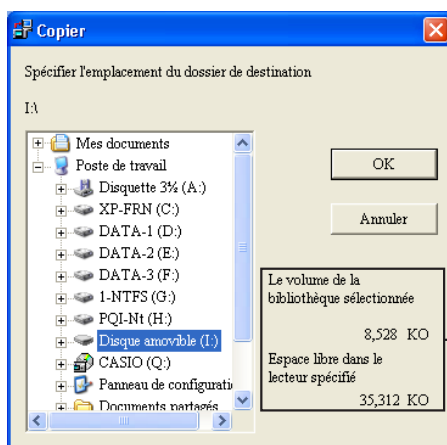 Copier
Spécifier l'emplacement du dossier de destination
I:\
Mes documents
Poste de travail
Disquette 3½ (A:)
XP-FRN (C:)
DATA-1 (D:)
DATA-2 (E:)
DATA-3 (F:)
1-NTFS (G:)
PQI-Nt (H:)
Disque amovible (I:)
CASIO (Q:)
Panneau de configurati
Documents partagés
OK
Annuler
Le volume de la
bibliothèque sélectionnée
8,528 KO
Espace libre dans le
lecteur spécifié
35,312 KO